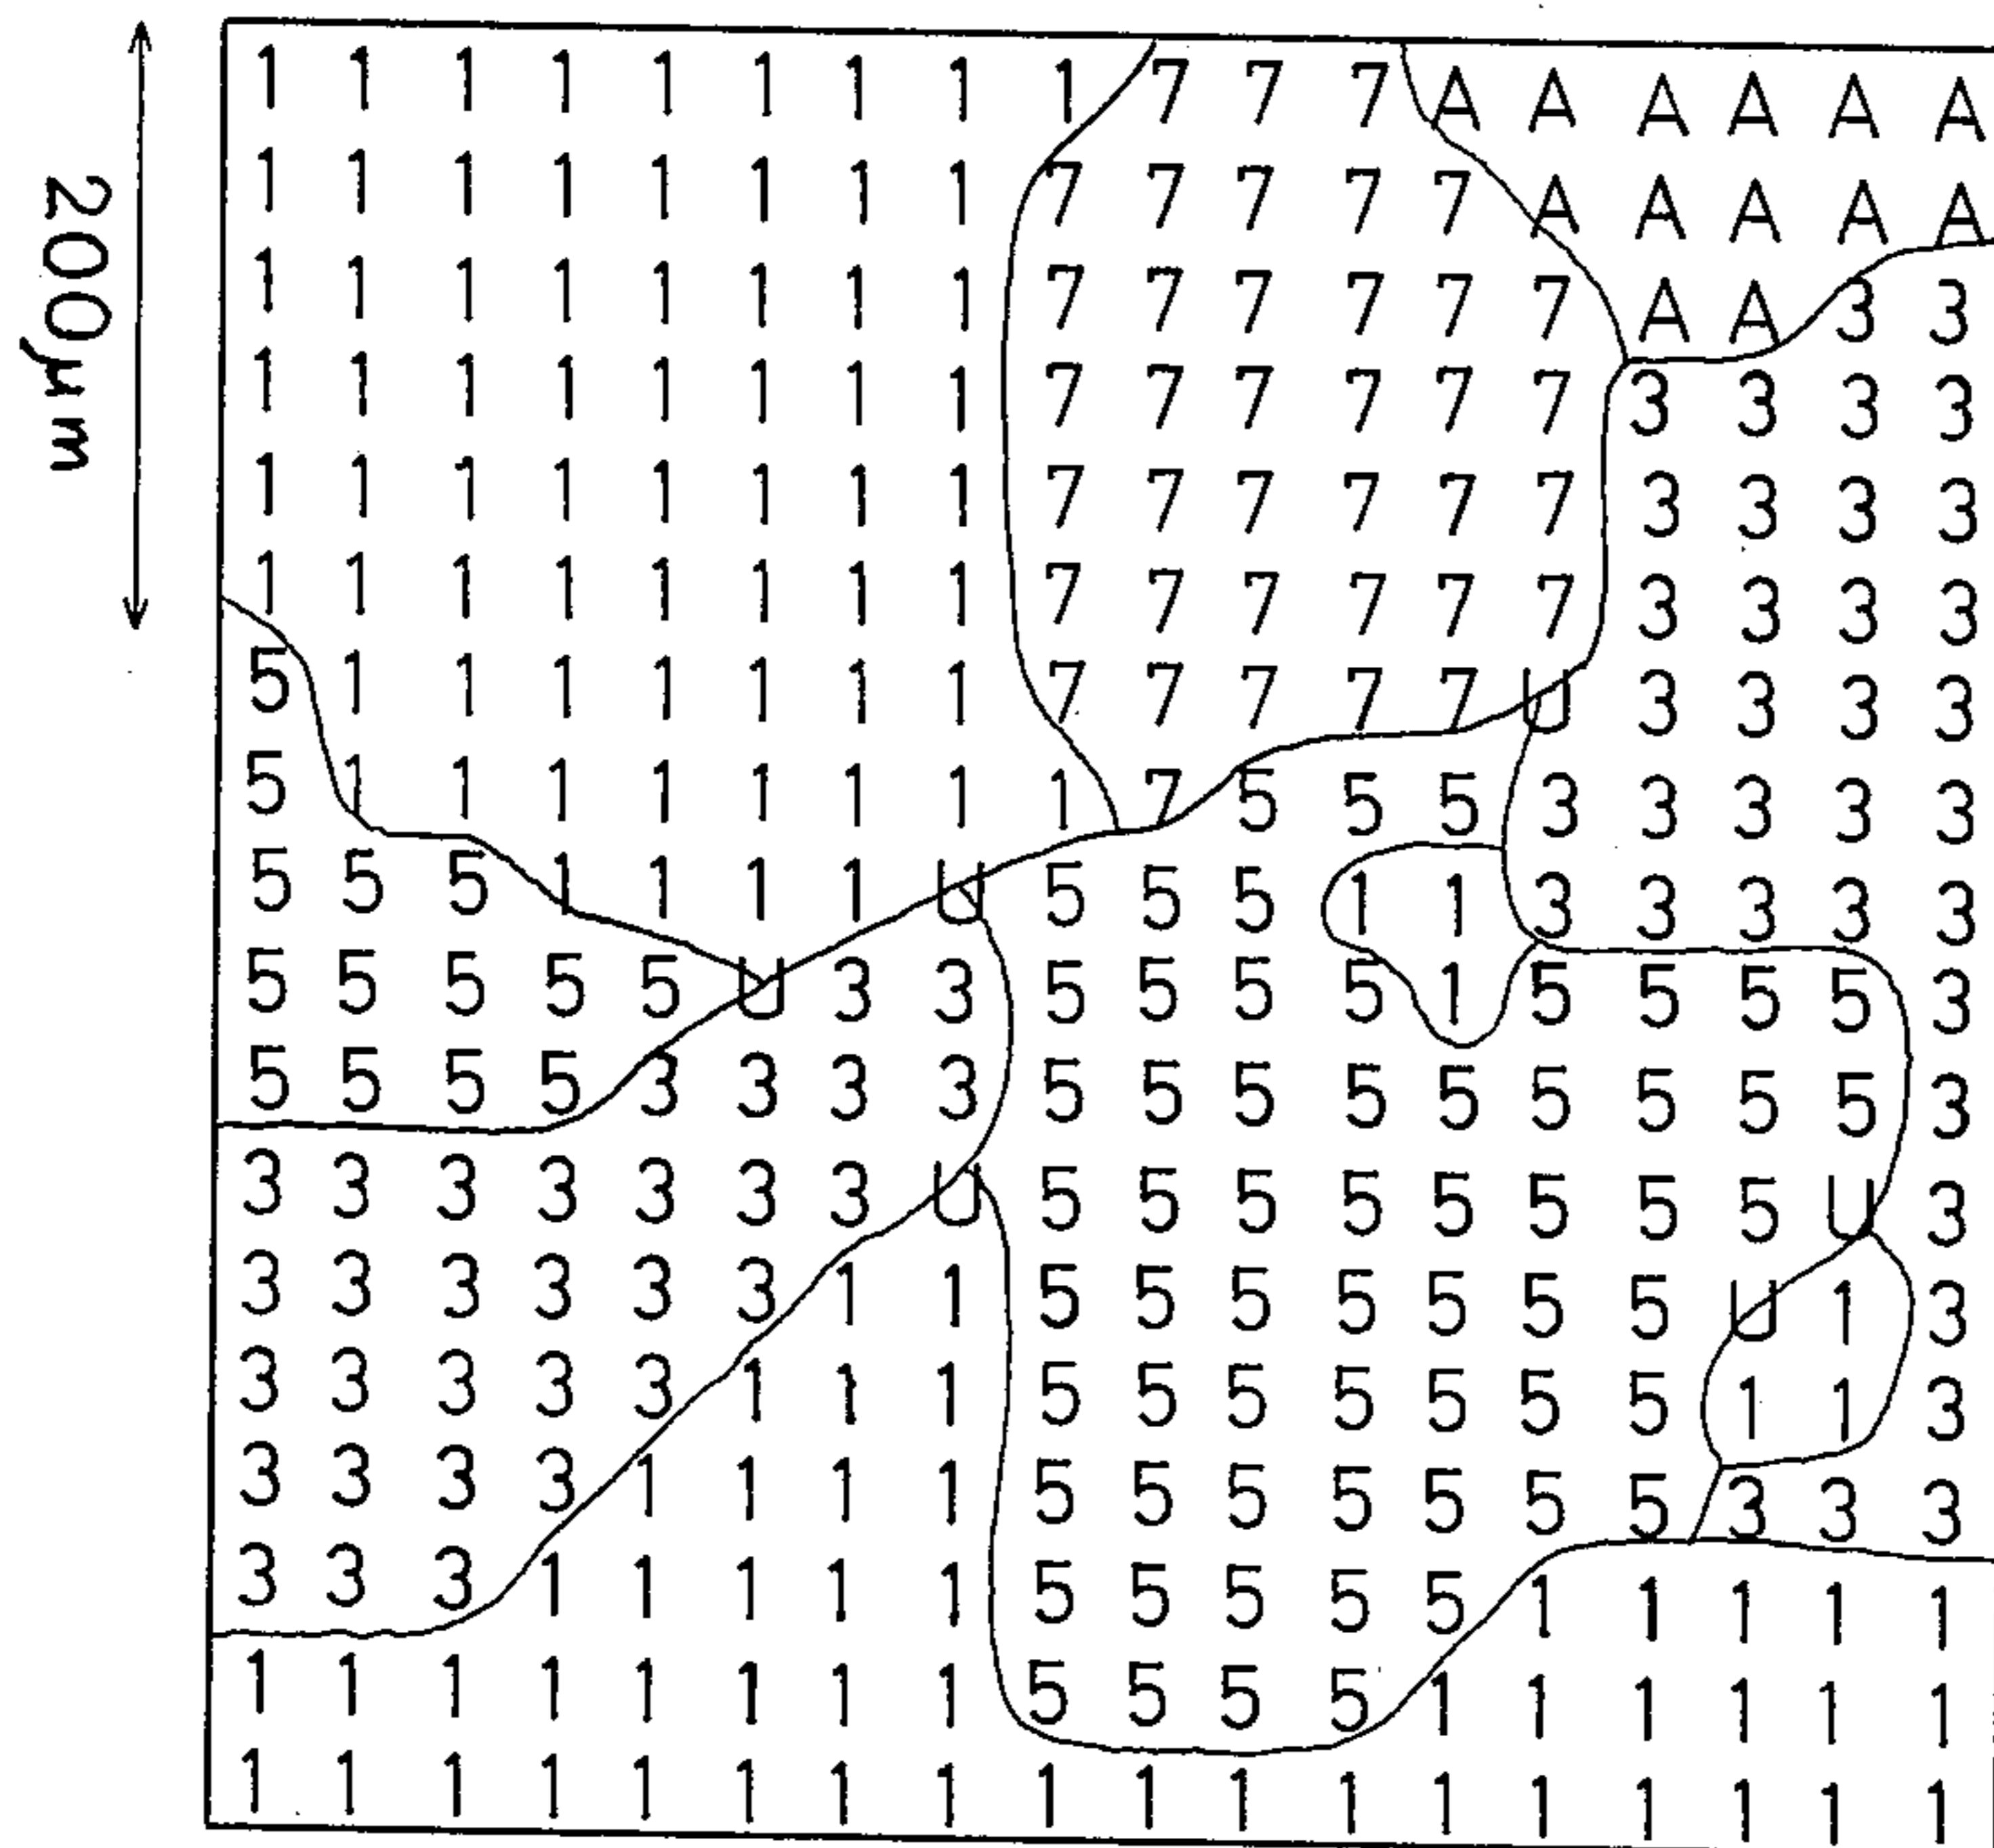 200μm
1 1 1 1 1 1 1 1 1 7 7 7 A A A A A A
1 1 1 1 1 1 1 1 7 7 7 7 7 A A A A A
1 1 1 1 1 1 1 1 7 7 7 7 7 7 A A 3 3
1 1 1 1 1 1 1 1 7 7 7 7 7 7 3 3 3 3
1 1 1 1 1 1 1 1 7 7 7 7 7 7 3 3 3 3
1 1 1 1 1 1 1 1 7 7 7 7 7 7 3 3 3 3
5 1 1 1 1 1 1 1 7 7 7 7 7 U 3 3 3 3
5 1 1 1 1 1 1 1 1 7 5 5 5 3 3 3 3 3
5 5 5 1 1 1 1 U 5 5 5 1 1 3 3 3 3 3
5 5 5 5 5 U 3 3 5 5 5 5 1 5 5 5 5 3
5 5 5 5 3 3 3 3 5 5 5 5 5 5 5 5 5 3
3 3 3 3 3 3 3 U 5 5 5 5 5 5 5 5 U 3
3 3 3 3 3 3 1 1 5 5 5 5 5 5 5 U 1 3
3 3 3 3 3 1 1 1 5 5 5 5 5 5 5 1 1 3
3 3 3 3 1 1 1 1 5 5 5 5 5 5 5 3 3 3
3 3 3 1 1 1 1 1 5 5 5 5 5 1 1 1 1 1
1 1 1 1 1 1 1 1 5 5 5 5 1 1 1 1 1 1
1 1 1 1 1 1 1 1 1 1 1 1 1 1 1 1 1 1